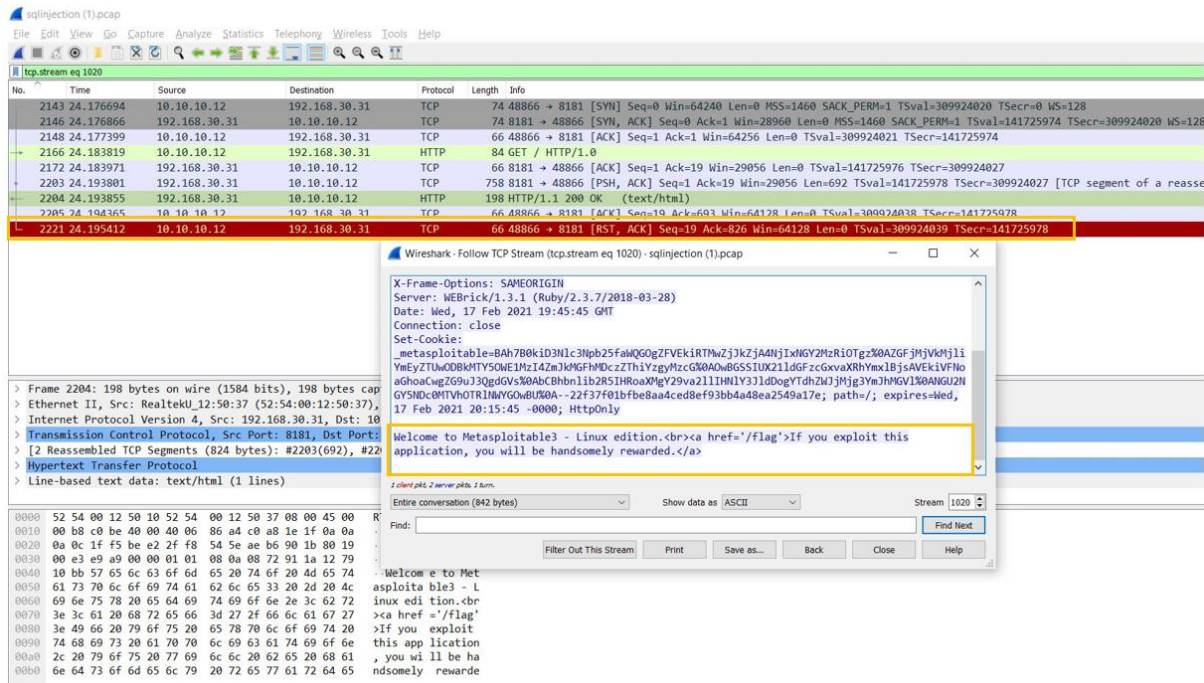 sqlinjection (1).pcap
File Edit View Go Capture Analyze Statistics Telephony Wireless Tools Help
tcp.stream eq 1020
No. Time Source Destination Protocol Length Info
2143 24.176694 10.10.10.12 192.168.30.31 TCP 74 48866 → 8181 [SYN] Seq=0 Win=64240 Len=0 MSS=1460 SACK_PERM=1 TSval=309924020 TSecr=0 WS=128
2146 24.176866 192.168.30.31 10.10.10.12 TCP 74 8181 → 48866 [SYN, ACK] Seq=0 Ack=1 Win=28960 Len=0 MSS=1460 SACK_PERM=1 TSval=141725974 TSecr=309924020 WS=128
2148 24.177399 10.10.10.12 192.168.30.31 TCP 66 48866 → 8181 [ACK] Seq=1 Ack=1 Win=64256 Len=0 TSval=309924021 TSecr=141725974
2166 24.183819 10.10.10.12 192.168.30.31 HTTP 84 GET / HTTP/1.0
2172 24.183971 192.168.30.31 10.10.10.12 TCP 66 8181 → 48866 [ACK] Seq=1 Ack=19 Win=29056 Len=0 TSval=141725976 TSecr=309924027
2203 24.193801 192.168.30.31 10.10.10.12 TCP 758 8181 → 48866 [PSH, ACK] Seq=1 Ack=19 Win=29056 Len=692 TSval=141725978 TSecr=309924027 [TCP segment of a reasse
2204 24.193855 192.168.30.31 10.10.10.12 HTTP 198 HTTP/1.1 200 OK (text/html)
2205 24.194365 10.10.10.12 192.168.30.31 TCP 66 48866 → 8181 [ACK] Seq=19 Ack=693 Win=64128 Len=0 TSval=309924038 TSecr=141725978
2221 24.195412 10.10.10.12 192.168.30.31 TCP 66 48866 → 8181 [RST, ACK] Seq=19 Ack=826 Win=64128 Len=0 TSval=309924039 TSecr=141725978
Wireshark · Follow TCP Stream (tcp.stream eq 1020) · sqlinjection (1).pcap
X-Frame-Options: SAMEORIGIN
Server: WEBrick/1.3.1 (Ruby/2.3.7/2018-03-28)
Date: Wed, 17 Feb 2021 19:45:45 GMT
Connection: close
Set-Cookie:
17 Feb 2021 20:15:45 -0000; HttpOnly
Welcome to Metasploitable3 - Linux edition.<br><a href='/flag'>If you exploit this
application, you will be handsomely rewarded.</a>
1 client pkt, 2 server pkts, 1 turn.
Entire conversation (842 bytes) Show data as ASCII Stream 1020
Find: Find Next
Filter Out This Stream Print Save as... Back Close Help
> Frame 2204: 198 bytes on wire (1584 bits), 198 bytes cap
> Ethernet II, Src: RealtekU_12:50:37 (52:54:00:12:50:37),
> Internet Protocol Version 4, Src: 192.168.30.31, Dst: 10
> Transmission Control Protocol, Src Port: 8181, Dst Port:
> [2 Reassembled TCP Segments (824 bytes): #2203(692), #22
> Hypertext Transfer Protocol
> Line-based text data: text/html (1 lines)
0000 52 54 00 12 50 10 52 54 00 12 50 37 08 00 45 00
0010 00 b8 c0 be 40 00 40 06 86 a4 c0 a8 1e 1f 0a 0a
0020 0a 0c 1f f5 be e2 2f f8 54 5e ae b6 90 1b 80 19
0030 00 e3 e9 a9 00 00 01 01 08 0a 08 72 91 1a 12 79
0040 10 bb 57 65 6c 63 6f 6d 65 20 74 6f 20 4d 65 74 ··Welcom e to Met
0050 61 73 70 6c 6f 69 74 61 62 6c 65 33 20 2d 20 4c asploita ble3 - L
0060 69 6e 75 78 20 65 64 69 74 69 6f 6e 2e 3c 62 72 inux edi tion.<br
0070 3e 3c 61 20 68 72 65 66 3d 27 2f 66 6c 61 67 27 ><a href ='/flag'
0080 3e 49 66 20 79 6f 75 20 65 78 70 6c 6f 69 74 20 >If you exploit
0090 74 68 69 73 20 61 70 70 6c 69 63 61 74 69 6f 6e this app lication
00a0 2c 20 79 6f 75 20 77 69 6c 6c 20 62 65 20 68 61 , you wi ll be ha
00b0 6e 64 73 6f 6d 65 6c 79 20 72 65 77 61 72 64 65 ndsomely rewarde